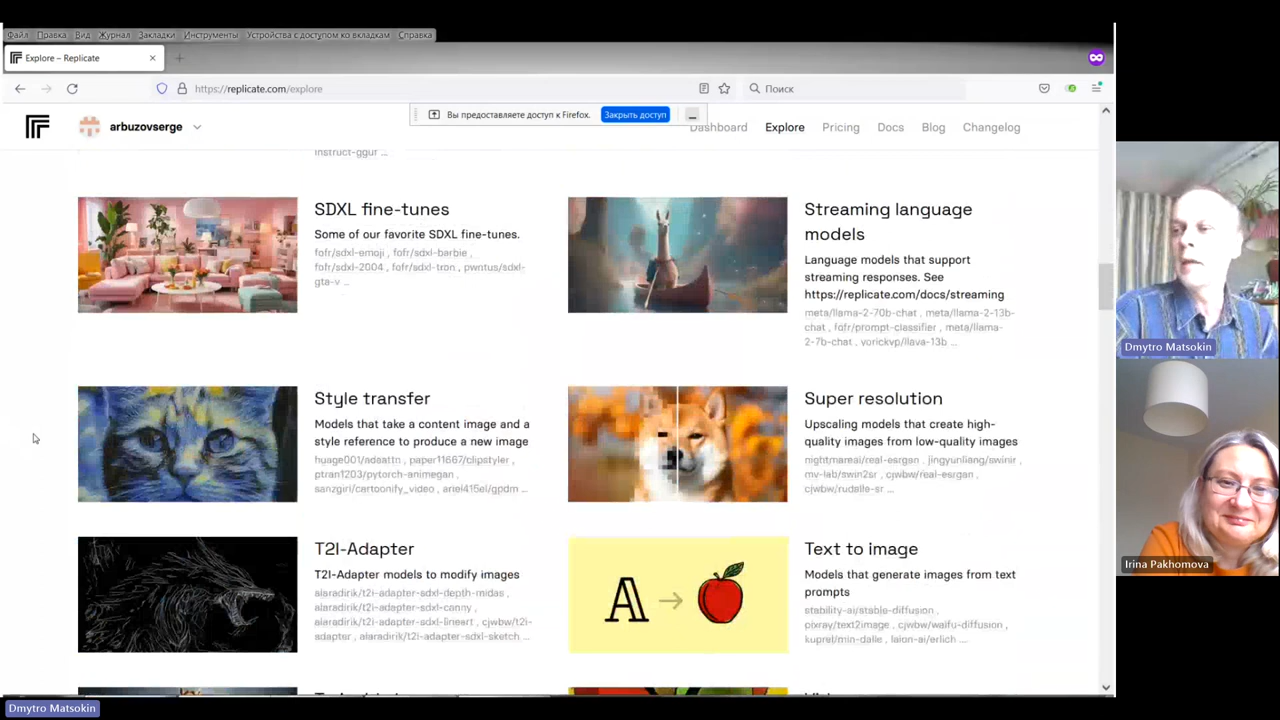 Файл Правка Вид Журнал Закладки Инструменты Устройства с доступом ко вкладкам Справка
Explore – Replicate
https://replicate.com/explore
Поиск
Вы предоставляете доступ к Firefox. Закрыть доступ
arbuzovserge
Dashboard Explore Pricing Docs Blog Changelog
SDXL fine-tunes
Some of our favorite SDXL fine-tunes.
fofr/sdxl-emoji , fofr/sdxl-barbie ,
fofr/sdxl-2004 , fofr/sdxl-tron , pwntus/sdxl-
gta-v ...
Streaming language
models
Language models that support
streaming responses. See
https://replicate.com/docs/streaming
meta/llama-2-70b-chat , meta/llama-2-13b-
chat , fofr/prompt-classifier , meta/llama-
2-7b-chat , yorickvp/llava-13b ...
Style transfer
Models that take a content image and a
style reference to produce a new image
huage001/adaattn , paper11667/clipstyler ,
ptran1203/pytorch-animegan ,
sanzgiri/cartoonify_video , ariel415el/gpdm ...
Super resolution
Upscaling models that create high-
quality images from low-quality images
nightmareai/real-esrgan , jingyunliang/swinir ,
mv-lab/swin2sr , cjwbw/real-esrgan ,
cjwbw/rudalle-sr ...
T2I-Adapter
T2I-Adapter models to modify images
alaradirik/t2i-adapter-sdxl-depth-midas ,
alaradirik/t2i-adapter-sdxl-canny ,
alaradirik/t2i-adapter-sdxl-lineart , cjwbw/t2i-
adapter , alaradirik/t2i-adapter-sdxl-sketch ...
A
Text to image
Models that generate images from text
prompts
stability-ai/stable-diffusion ,
pixray/text2image , cjwbw/waifu-diffusion ,
kuprel/min-dalle , laion-ai/erlich ...
Dmytro Matsokin
Irina Pakhomova
Dmytro Matsokin